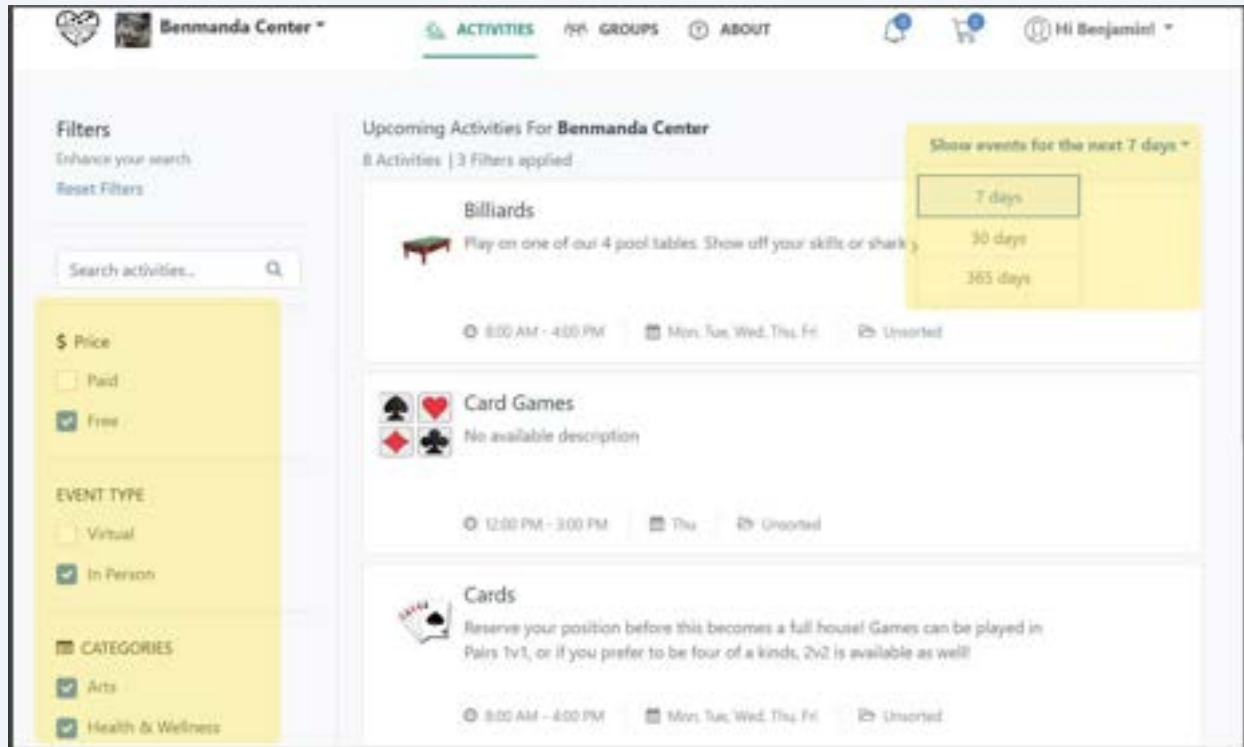 Benmanda Center
ACTIVITIES
GROUPS
ABOUT
0
0
Hi Benjamin!
Filters
Enhance your search
Reset Filters
Search activities...
$ Price
Paid
Free
EVENT TYPE
Virtual
In Person
CATEGORIES
Arts
Health & Wellness
Upcoming Activities For Benmanda Center
8 Activities | 3 Filters applied
Show events for the next 7 days
7 days
30 days
365 days
Billiards
Play on one of our 4 pool tables. Show off your skills or shark
8:00 AM - 4:00 PM Mon, Tue, Wed, Thu, Fri Unsorted
Card Games
No available description
12:00 PM - 3:00 PM Thu Unsorted
Cards
Reserve your position before this becomes a full house! Games can be played in
Pairs 1v1, or if you prefer to be four of a kinds, 2v2 is available as well!
8:00 AM - 4:00 PM Mon, Tue, Wed, Thu, Fri Unsorted